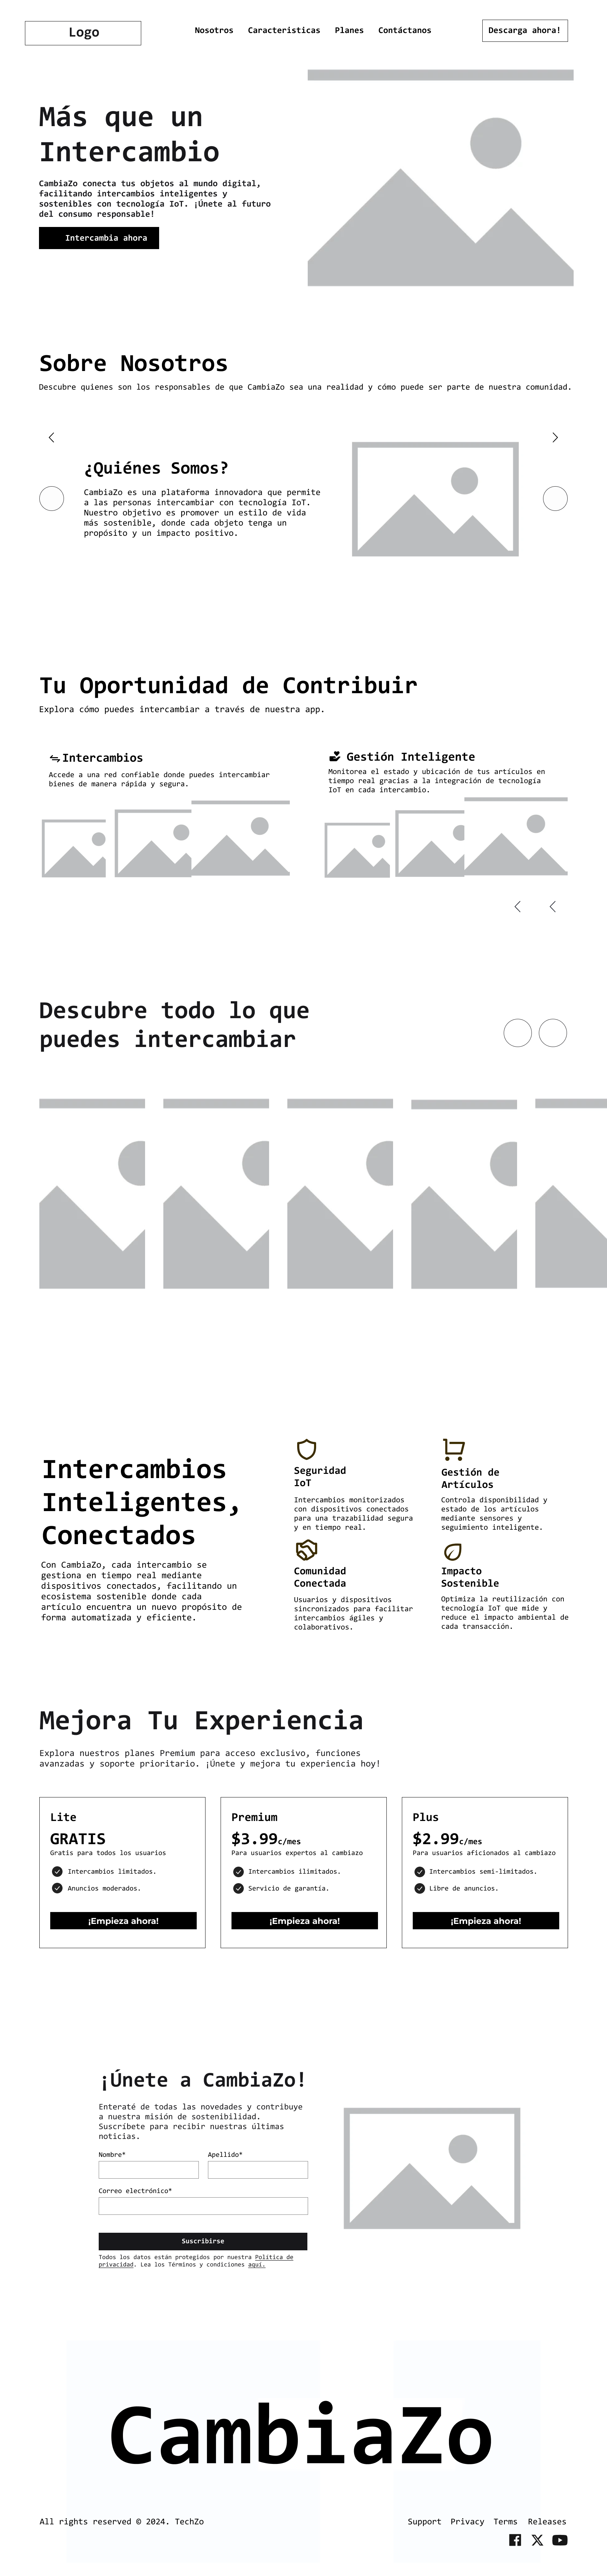 Logo
Nosotros Caracteristicas Planes Contáctanos
Descarga ahora!
Más que un
Intercambio
CambiaZo conecta tus objetos al mundo digital,
facilitando intercambios inteligentes y
sostenibles con tecnología IoT. ¡Únete al futuro
del consumo responsable!
Intercambia ahora
Sobre Nosotros
Descubre quienes son los responsables de que CambiaZo sea una realidad y cómo puede ser parte de nuestra comunidad.
¿Quiénes Somos?
CambiaZo es una plataforma innovadora que permite
a las personas intercambiar con tecnología IoT.
Nuestro objetivo es promover un estilo de vida
más sostenible, donde cada objeto tenga un
propósito y un impacto positivo.
Tu Oportunidad de Contribuir
Explora cómo puedes intercambiar a través de nuestra app.
Intercambios
Accede a una red confiable donde puedes intercambiar
bienes de manera rápida y segura.
Gestión Inteligente
Monitorea el estado y ubicación de tus artículos en
tiempo real gracias a la integración de tecnología
IoT en cada intercambio.
Descubre todo lo que
puedes intercambiar
Intercambios
Inteligentes,
Conectados
Con CambiaZo, cada intercambio se
gestiona en tiempo real mediante
dispositivos conectados, facilitando un
ecosistema sostenible donde cada
artículo encuentra un nuevo propósito de
forma automatizada y eficiente.
Seguridad
IoT
Intercambios monitorizados
con dispositivos conectados
para una trazabilidad segura
y en tiempo real.
Gestión de
Artículos
Controla disponibilidad y
estado de los artículos
mediante sensores y
seguimiento inteligente.
Comunidad
Conectada
Usuarios y dispositivos
sincronizados para facilitar
intercambios ágiles y
colaborativos.
Impacto
Sostenible
Optimiza la reutilización con
tecnología IoT que mide y
reduce el impacto ambiental de
cada transacción.
Mejora Tu Experiencia
Explora nuestros planes Premium para acceso exclusivo, funciones
avanzadas y soporte prioritario. ¡Únete y mejora tu experiencia hoy!
Lite
GRATIS
Gratis para todos los usuarios
Intercambios limitados.
Anuncios moderados.
¡Empieza ahora!
Premium
$3.99c/mes
Para usuarios expertos al cambiazo
Intercambios ilimitados.
Servicio de garantía.
¡Empieza ahora!
Plus
$2.99c/mes
Para usuarios aficionados al cambiazo
Intercambios semi-limitados.
Libre de anuncios.
¡Empieza ahora!
¡Únete a CambiaZo!
Enteraté de todas las novedades y contribuye
a nuestra misión de sostenibilidad.
Suscríbete para recibir nuestras últimas
noticias.
Nombre* Apellido*
Correo electrónico*
Suscribirse
Todos los datos están protegidos por nuestra Política de
privacidad. Lea los Términos y condiciones aquí.
CambiaZo
All rights reserved © 2024. TechZo
Support Privacy Terms Releases